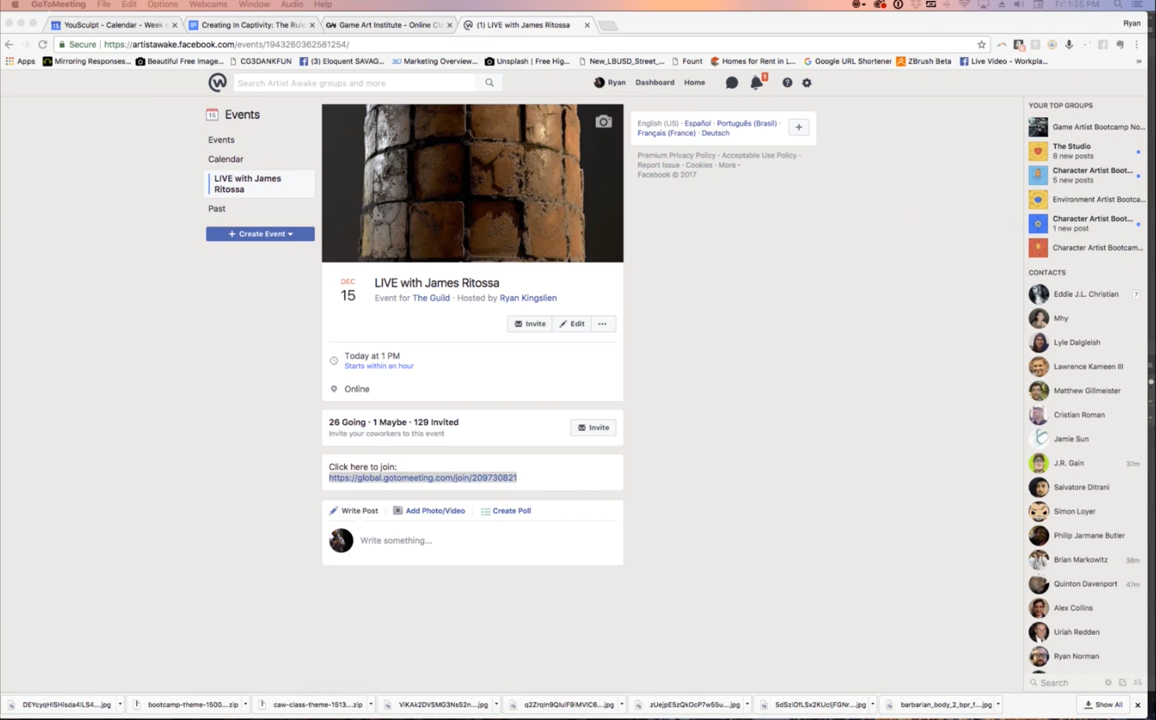 GoToMeeting File Edit Options Webcams Window Audio Help
Fri 1:55 PM
YouSculpt - Calendar - Week
Creating In Captivity: The Rule
Game Art Institute - Online Cl
(1) LIVE with James Ritossa
Ryan
Secure https://artistawake.facebook.com/events/1943260362581254/
Apps Mirroring Responses... Beautiful Free Image... CG3DANKFUN (3) Eloquent SAVAG... Marketing Overview... Unsplash | Free Hig... New_LBUSD_Street_... Fount Homes for Rent in L... Google URL Shortener ZBrush Beta Live Video - Workpla... »
Search Artist Awake groups and more
Ryan Dashboard Home 1
15 Events
Events
Calendar
LIVE with James
Ritossa
Past
+ Create Event
DEC
15
LIVE with James Ritossa
Event for The Guild · Hosted by Ryan Kingslien
Invite Edit ...
Today at 1 PM
Starts within an hour
Online
26 Going · 1 Maybe · 129 Invited
Invite your coworkers to this event
Invite
Click here to join:
https://global.gotomeeting.com/join/209730821
Write Post Add Photo/Video Create Poll
Write something...
English (US) · Español · Português (Brasil) ·
Français (France) · Deutsch
+
Premium Privacy Policy · Acceptable Use Policy ·
Report Issue · Cookies · More ·
Facebook © 2017
YOUR TOP GROUPS
Game Artist Bootcamp No...
The Studio
8 new posts
Character Artist Boot...
5 new posts
Environment Artist Bootca...
Character Artist Boot...
1 new post
Character Artist Bootcam...
CONTACTS
Eddie J.L. Christian 7
Mhy
Lyle Dalgleish
Lawrence Kameen III
Matthew Gillmeister
Cristian Roman
Jamie Sun
J.R. Gain 37m
Salvatore Ditrani
Simon Loyer
Philip Jarmane Butler
Brian Markowitz 38m
Quinton Davenport 47m
Alex Collins
Uriah Redden
Ryan Norman
Search
bootcamp-theme-1500....zip
caw-class-theme-1513....zip
barbarian_body_2_bpr_f....jpg
Show All